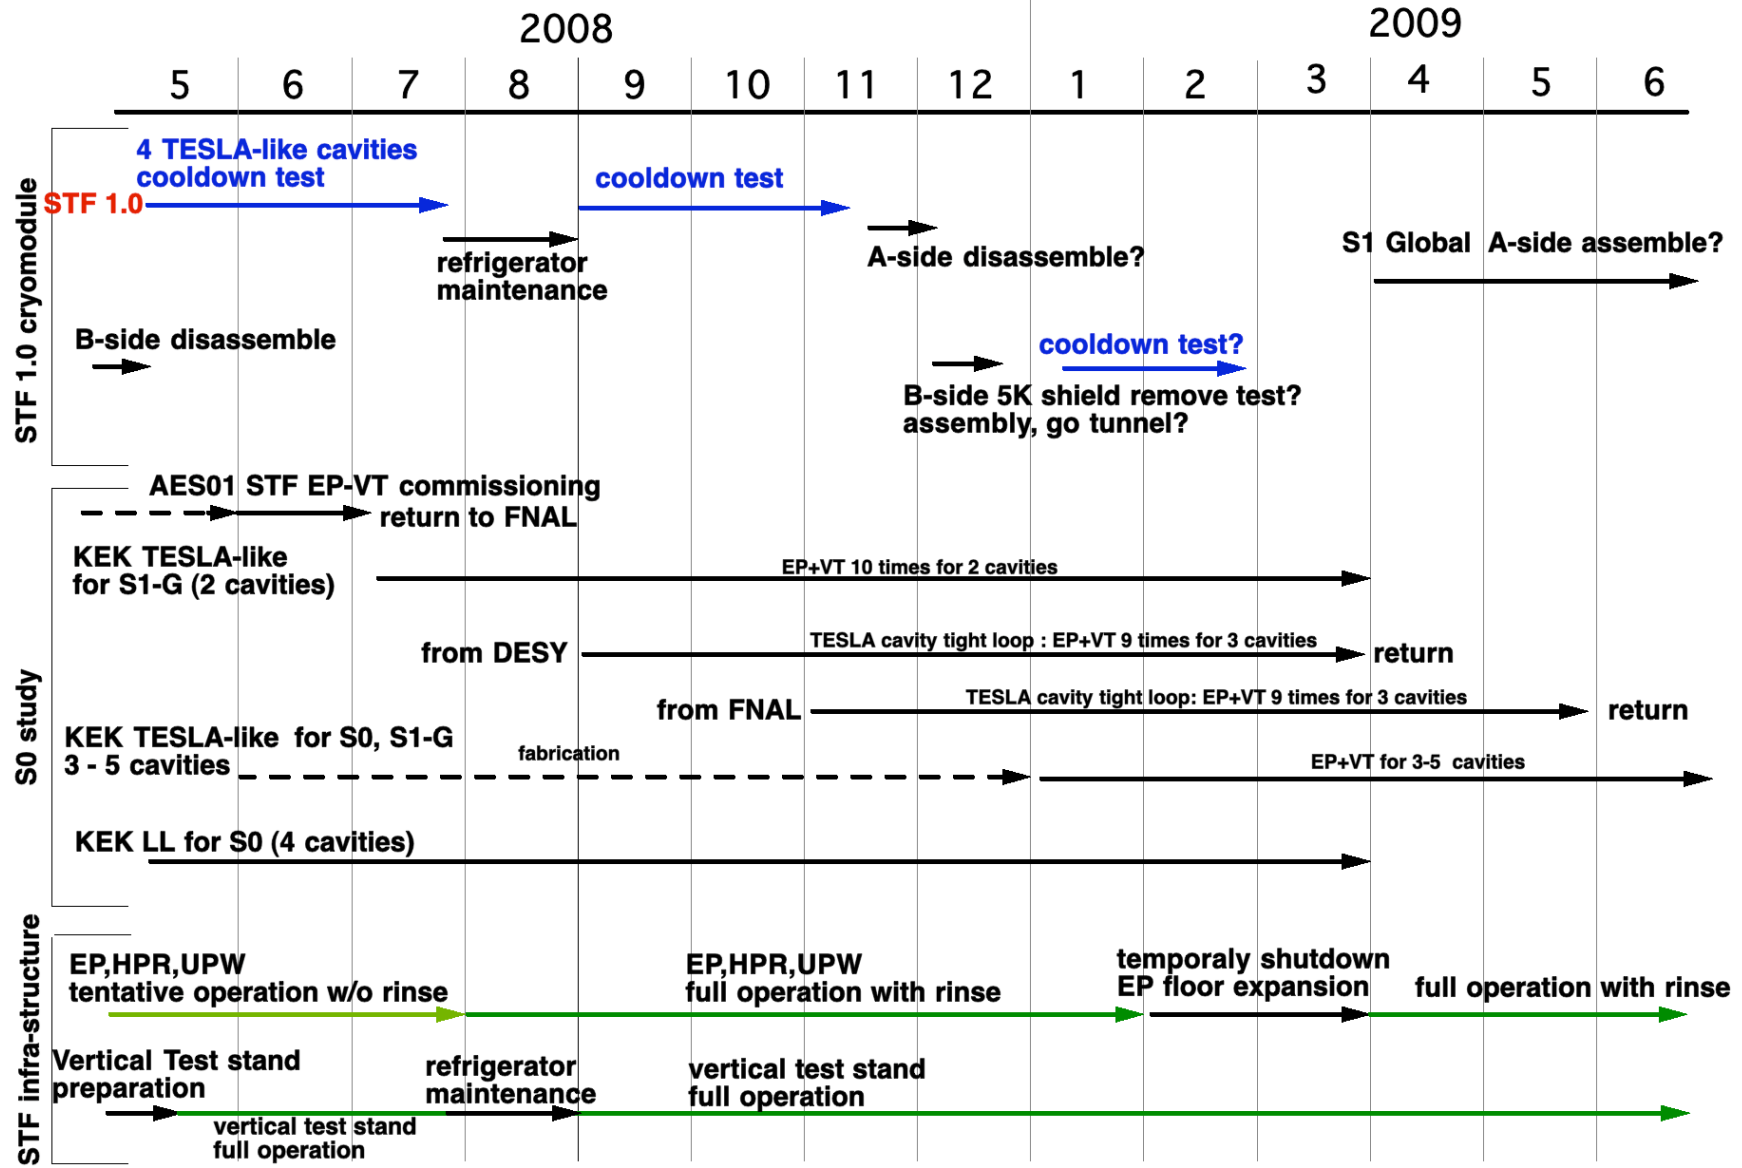 2008
2009
5 6 7 8 9 10 11 12 1 2 3 4 5 6
STF 1.0 cryomodule
4 TESLA-like cavities
cooldown test
STF 1.0
cooldown test
refrigerator
maintenance
A-side disassemble?
S1 Global A-side assemble?
B-side disassemble
cooldown test?
B-side 5K shield remove test?
assembly, go tunnel?
S0 study
AES01 STF EP-VT commissioning
return to FNAL
KEK TESLA-like
for S1-G (2 cavities)
EP+VT 10 times for 2 cavities
from DESY
TESLA cavity tight loop : EP+VT 9 times for 3 cavities
return
from FNAL
TESLA cavity tight loop: EP+VT 9 times for 3 cavities
return
KEK TESLA-like for S0, S1-G
3 - 5 cavities
fabrication
EP+VT for 3-5 cavities
KEK LL for S0 (4 cavities)
STF infra-structure
EP,HPR,UPW
tentative operation w/o rinse
EP,HPR,UPW
full operation with rinse
temporaly shutdown
EP floor expansion
full operation with rinse
Vertical Test stand
preparation
vertical test stand
full operation
refrigerator
maintenance
vertical test stand
full operation